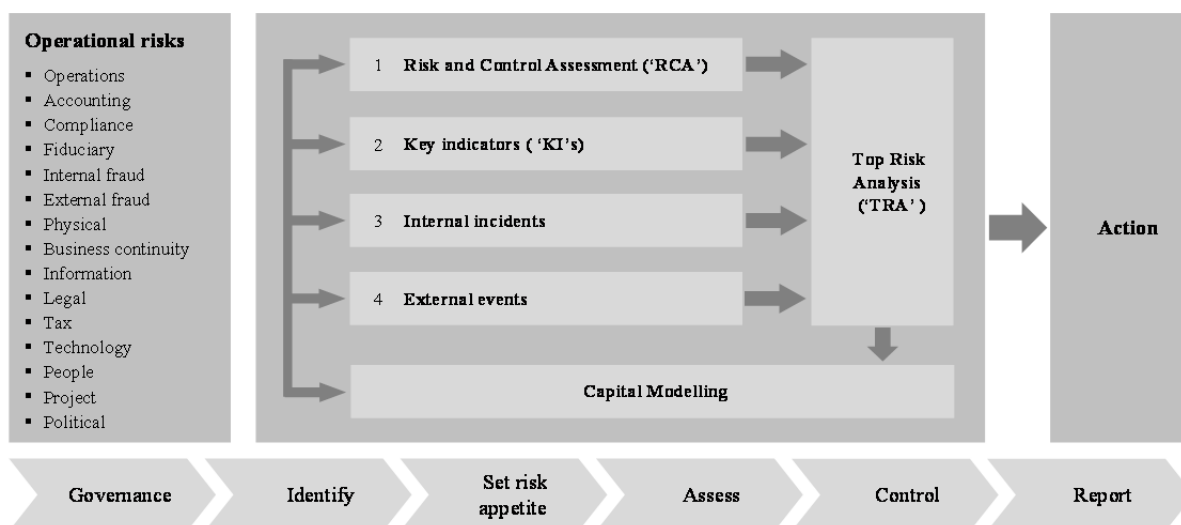 Operational risks
▪ Operations
▪ Accounting
▪ Compliance
▪ Fiduciary
▪ Internal fraud
▪ External fraud
▪ Physical
▪ Business continuity
▪ Information
▪ Legal
▪ Tax
▪ Technology
▪ People
▪ Project
▪ Political
1 Risk and Control Assessment (‘RCA’)
2 Key indicators ( ‘KI’s)
3 Internal incidents
4 External events
Capital Modelling
Top Risk
Analysis
(‘TRA’ )
Action
Governance
Identify
Set risk
appetite
Assess
Control
Report